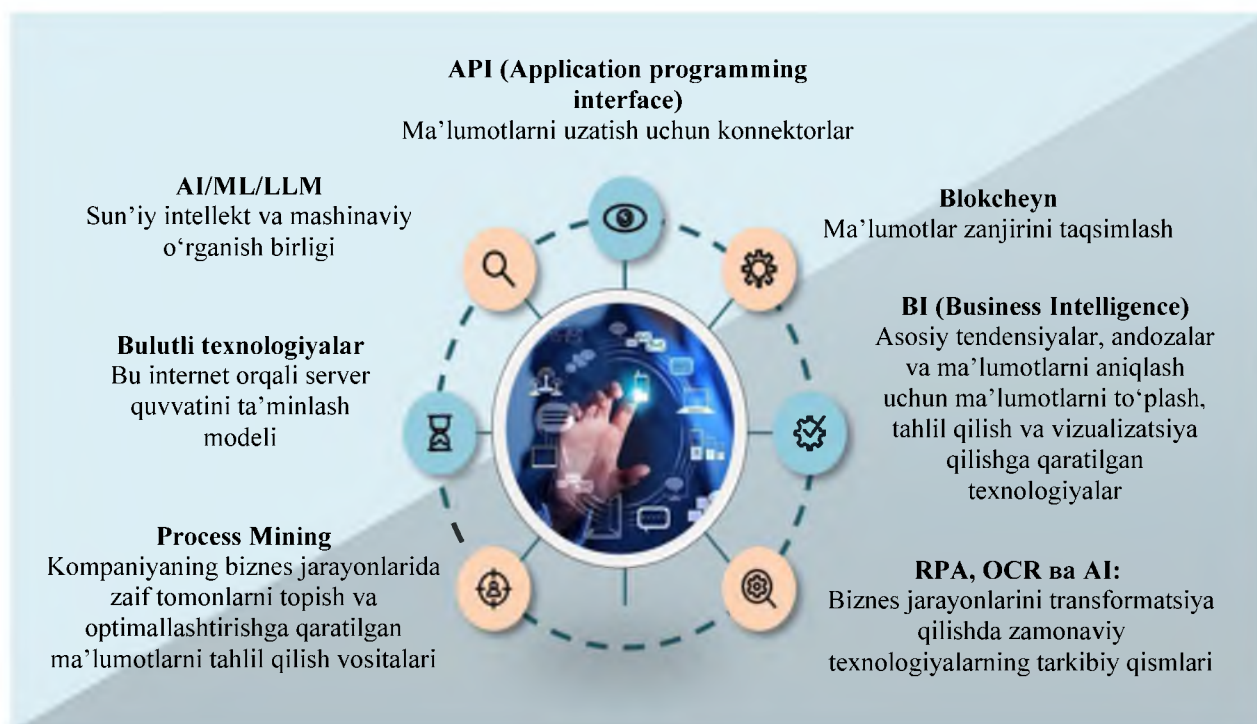 API (Application programming
interface)
Ma’lumotlarni uzatish uchun konnektorlar
AI/ML/LLM
Sun’iy intellekt va mashinaviy
o‘rganish birligi
Blokcheyn
Ma’lumotlar zanjirini taqsimlash
Bulutli texnologiyalar
Bu internet orqali server
quvvatini ta’minlash
modeli
BI (Business Intelligence)
Asosiy tendensiyalar, andozalar
va ma’lumotlarni aniqlash
uchun ma’lumotlarni to‘plash,
tahlil qilish va vizualizatsiya
qilishga qaratilgan
texnologiyalar
Process Mining
Kompaniyaning biznes jarayonlarida
zaif tomonlarni topish va
optimallashtirishga qaratilgan
ma’lumotlarni tahlil qilish vositalari
RPA, OCR ва AI:
Biznes jarayonlarini transformatsiya
qilishda zamonaviy
texnologiyalarning tarkibiy qismlari